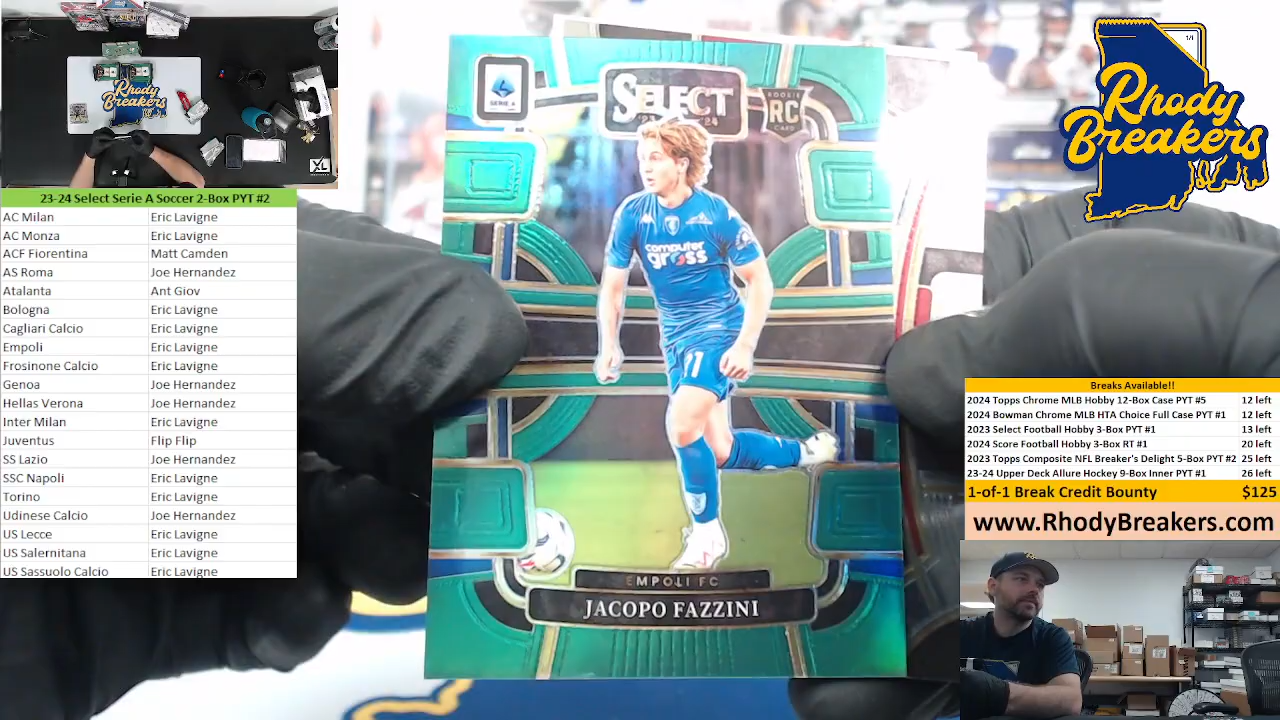 23-24 Select Serie A Soccer 2-Box PYT #2
AC Milan Eric Lavigne
AC Monza Eric Lavigne
ACF Fiorentina Matt Camden
AS Roma Joe Hernandez
Atalanta Ant Giov
Bologna Eric Lavigne
Cagliari Calcio Eric Lavigne
Empoli Eric Lavigne
Frosinone Calcio Eric Lavigne
Genoa Joe Hernandez
Hellas Verona Joe Hernandez
Inter Milan Eric Lavigne
Juventus Flip Flip
SS Lazio Joe Hernandez
SSC Napoli Eric Lavigne
Torino Eric Lavigne
Udinese Calcio Joe Hernandez
US Lecce Eric Lavigne
US Salernitana Eric Lavigne
US Sassuolo Calcio Eric Lavigne
Rhody
Breakers
XL
SERIE A
SELECT
ROOKIE
RC
CARD
computer
gross
11
EMPOLI FC
JACOPO FAZZINI
1/1
Rhody
Breakers
Breaks Available!!
2024 Topps Chrome MLB Hobby 12-Box Case PYT #5 12 left
2024 Bowman Chrome MLB HTA Choice Full Case PYT #1 12 left
2023 Select Football Hobby 3-Box PYT #1 13 left
2024 Score Football Hobby 3-Box RT #1 20 left
2023 Topps Composite NFL Breaker's Delight 5-Box PYT #2 25 left
23-24 Upper Deck Allure Hockey 9-Box Inner PYT #1 26 left
1-of-1 Break Credit Bounty $125
www.RhodyBreakers.com